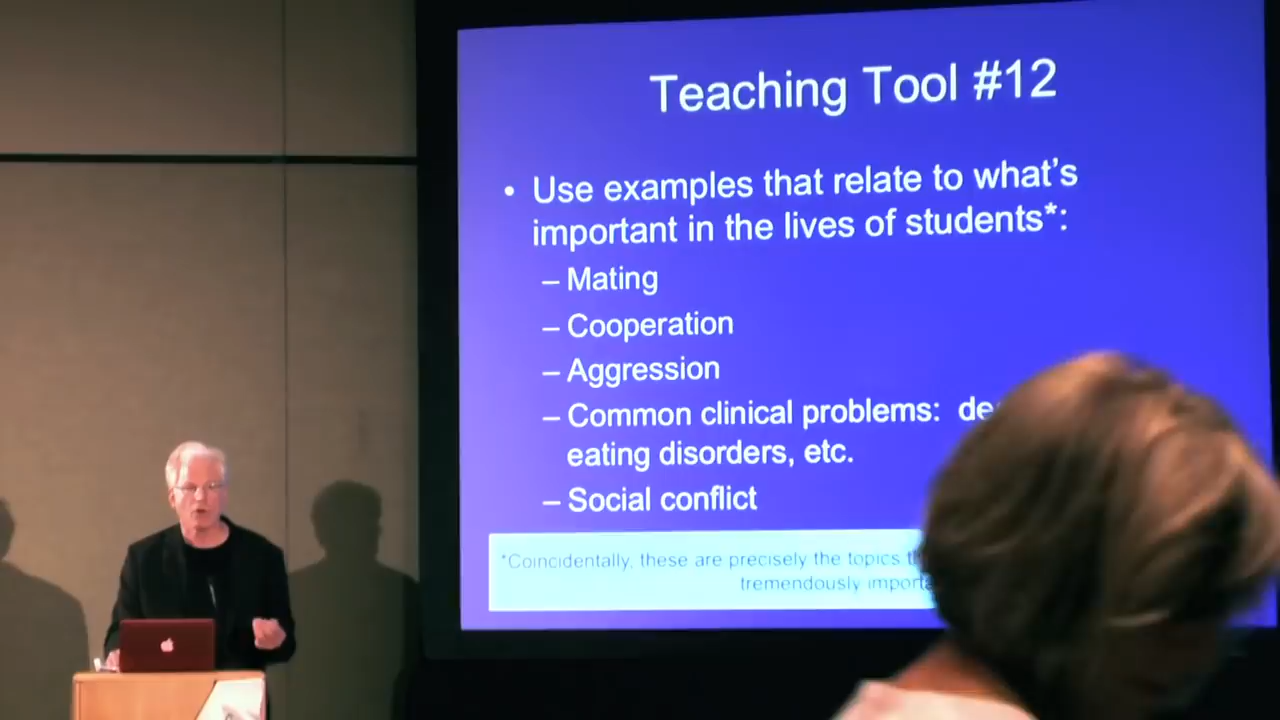 Teaching Tool #12
• Use examples that relate to what's
important in the lives of students*:
– Mating
– Cooperation
– Aggression
– Common clinical problems:
eating disorders, etc.
– Social conflict
*Coincidentally, these are precisely the topics
tremendously